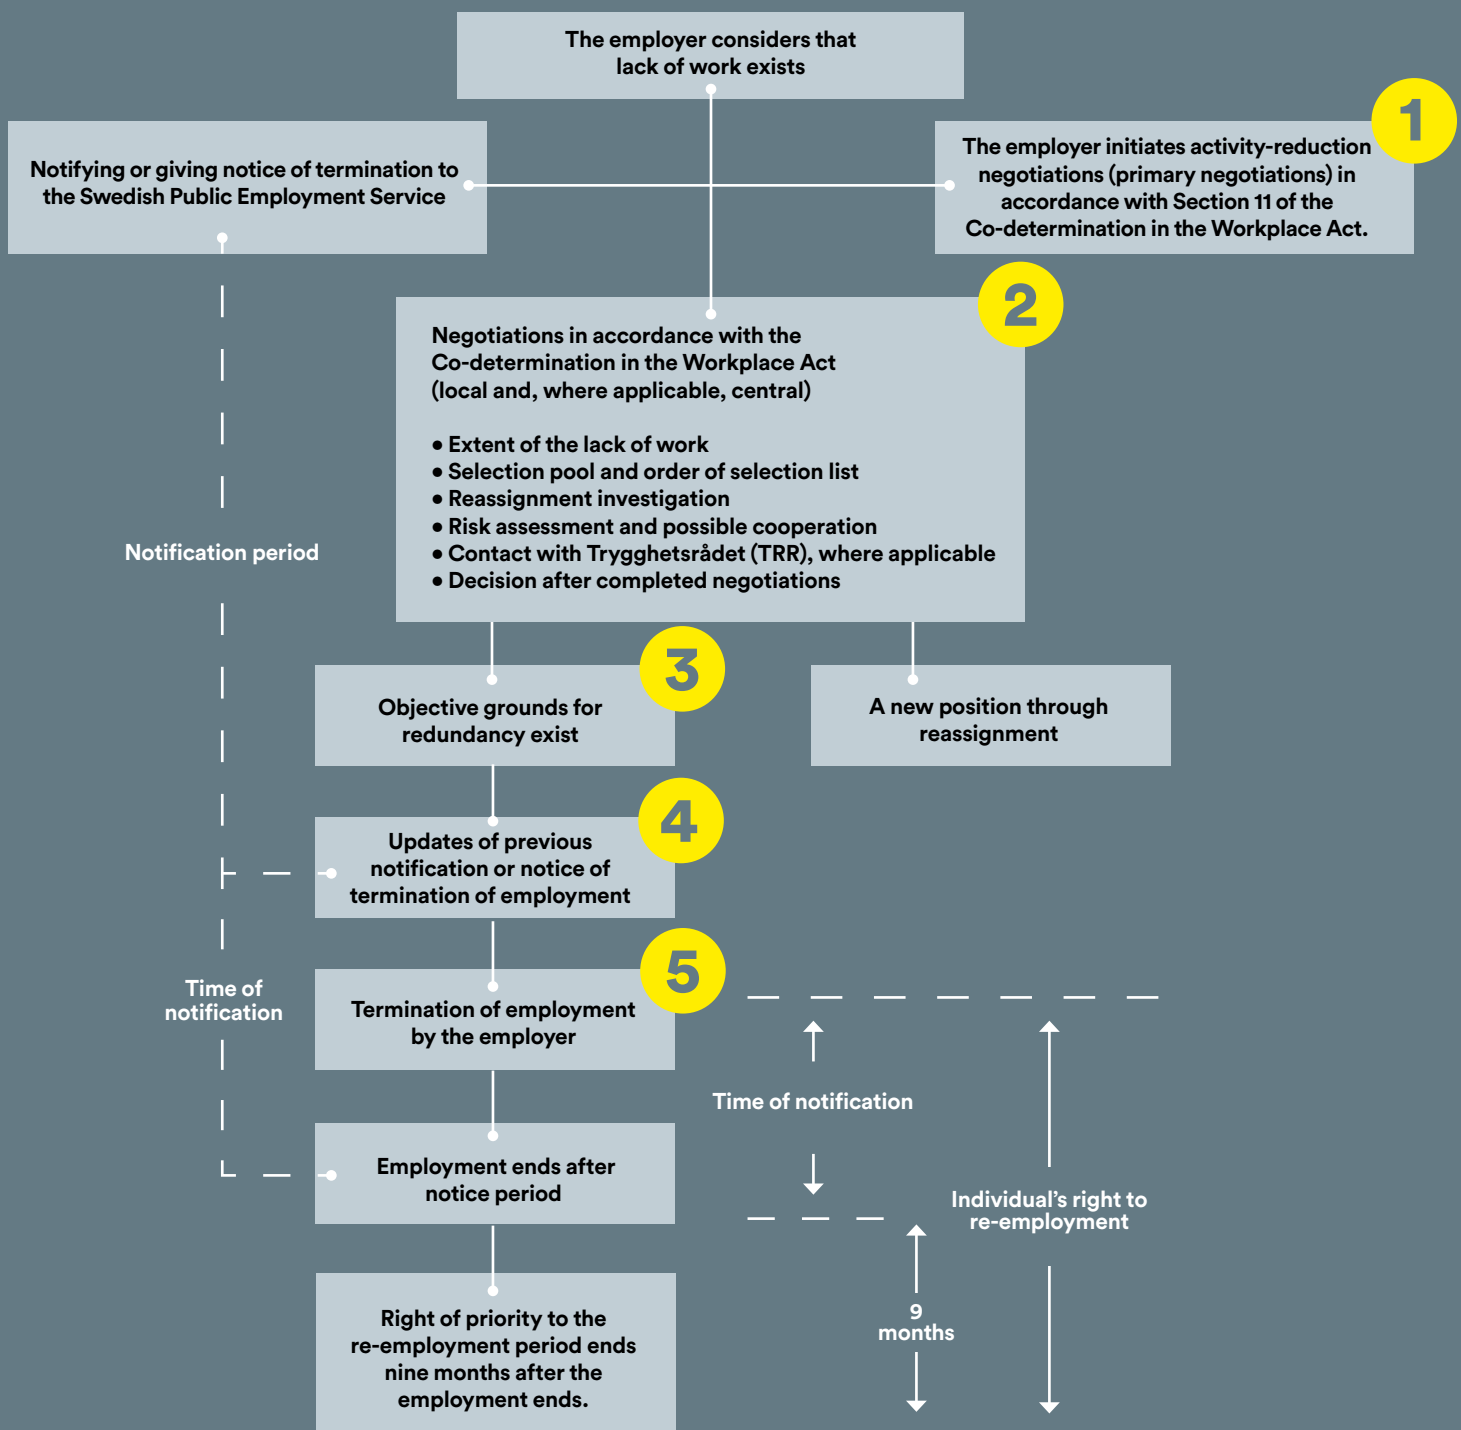 The employer considers that
lack of work exists
1
Notifying or giving notice of termination to
the Swedish Public Employment Service
The employer initiates activity-reduction
negotiations (primary negotiations) in
accordance with Section 11 of the
Co-determination in the Workplace Act.
2
Negotiations in accordance with the
Co-determination in the Workplace Act
(local and, where applicable, central)
• Extent of the lack of work
• Selection pool and order of selection list
• Reassignment investigation
• Risk assessment and possible cooperation
• Contact with Trygghetsrådet (TRR), where applicable
• Decision after completed negotiations
Notification period
3
Objective grounds for
redundancy exist
A new position through
reassignment
4
Updates of previous
notification or notice of
termination of employment
5
Time of
notification
Termination of employment
by the employer
Time of notification
Employment ends after
notice period
Individual’s right to
re-employment
9
months
Right of priority to the
re-employment period ends
nine months after the
employment ends.